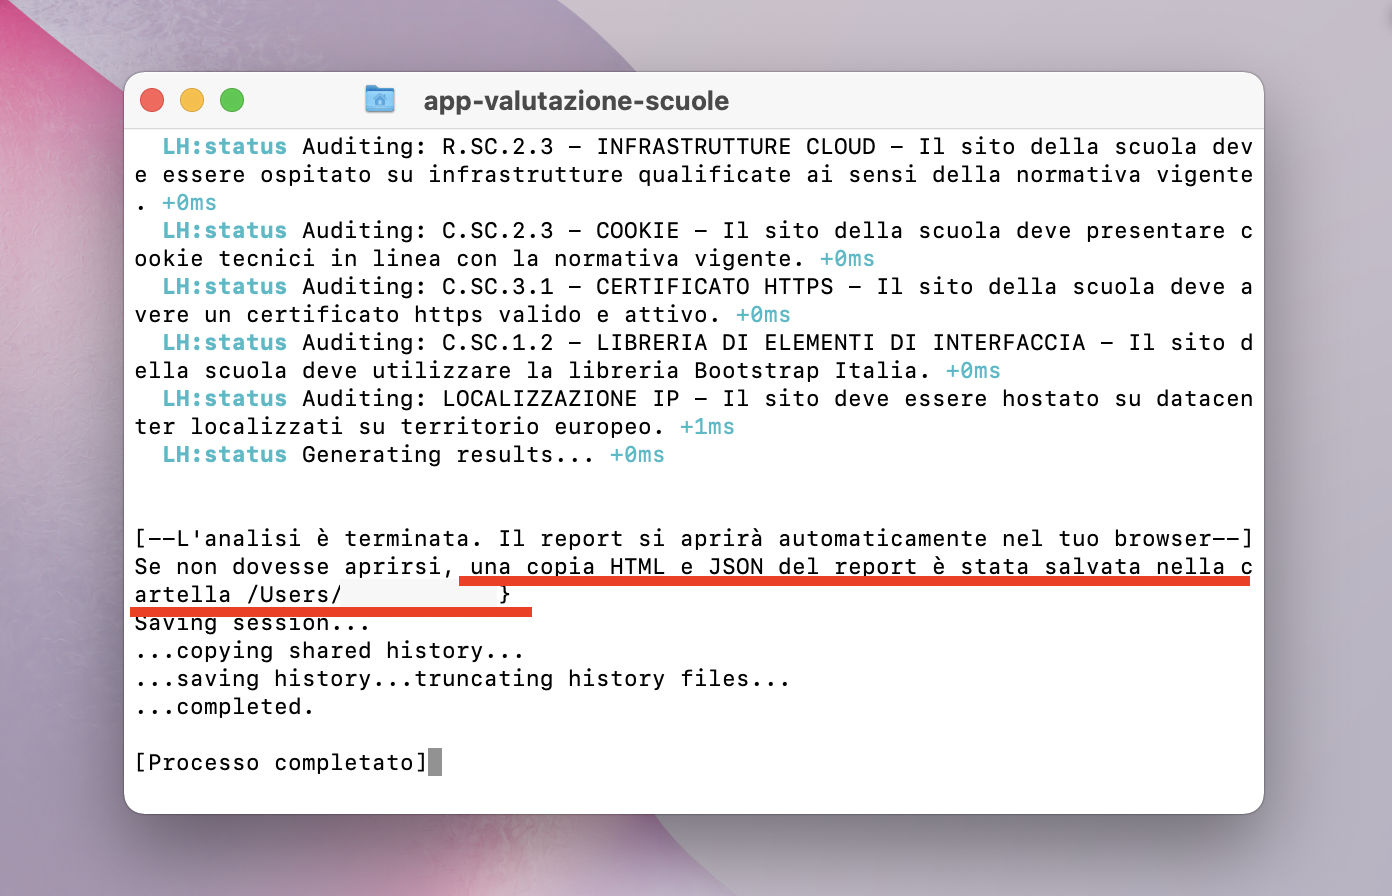 app-valutazione-scuole
LH:status Auditing: R.SC.2.3 – INFRASTRUTTURE CLOUD – Il sito della scuola dev
e essere ospitato su infrastrutture qualificate ai sensi della normativa vigente
. +0ms
LH:status Auditing: C.SC.2.3 – COOKIE – Il sito della scuola deve presentare c
ookie tecnici in linea con la normativa vigente. +0ms
LH:status Auditing: C.SC.3.1 – CERTIFICATO HTTPS – Il sito della scuola deve a
vere un certificato https valido e attivo. +0ms
LH:status Auditing: C.SC.1.2 – LIBRERIA DI ELEMENTI DI INTERFACCIA – Il sito d
ella scuola deve utilizzare la libreria Bootstrap Italia. +0ms
LH:status Auditing: LOCALIZZAZIONE IP – Il sito deve essere hostato su datacen
ter localizzati su territorio europeo. +1ms
LH:status Generating results... +0ms
[––L'analisi è terminata. Il report si aprirà automaticamente nel tuo browser––]
Se non dovesse aprirsi, una copia HTML e JSON del report è stata salvata nella c
artella /Users/ }
Saving session...
...copying shared history...
...saving history...truncating history files...
...completed.
[Processo completato]